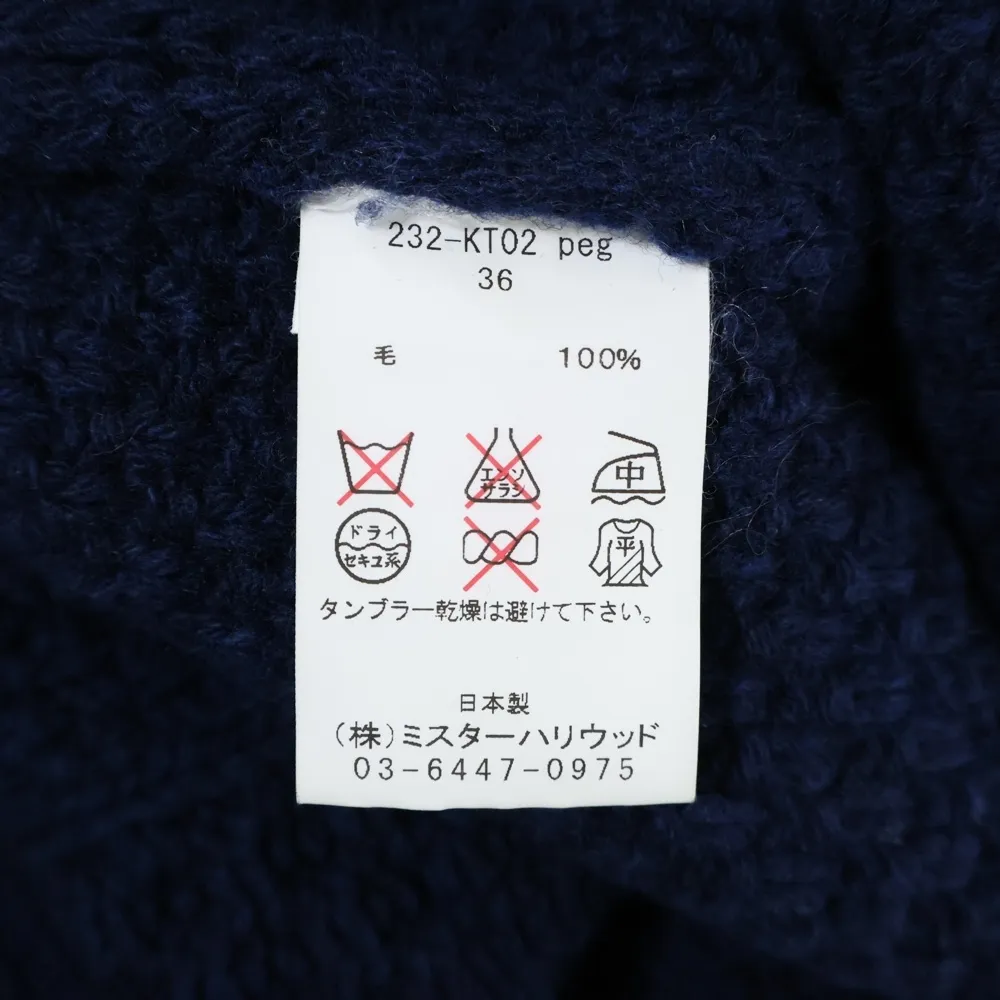 232-KT02 peg
36
毛 100%
エンソ
サラシ
中
ドライ
セキユ系
平
タンブラー乾燥は避けて下さい。
日本製
(株)ミスターハリウッド
03-6447-0975